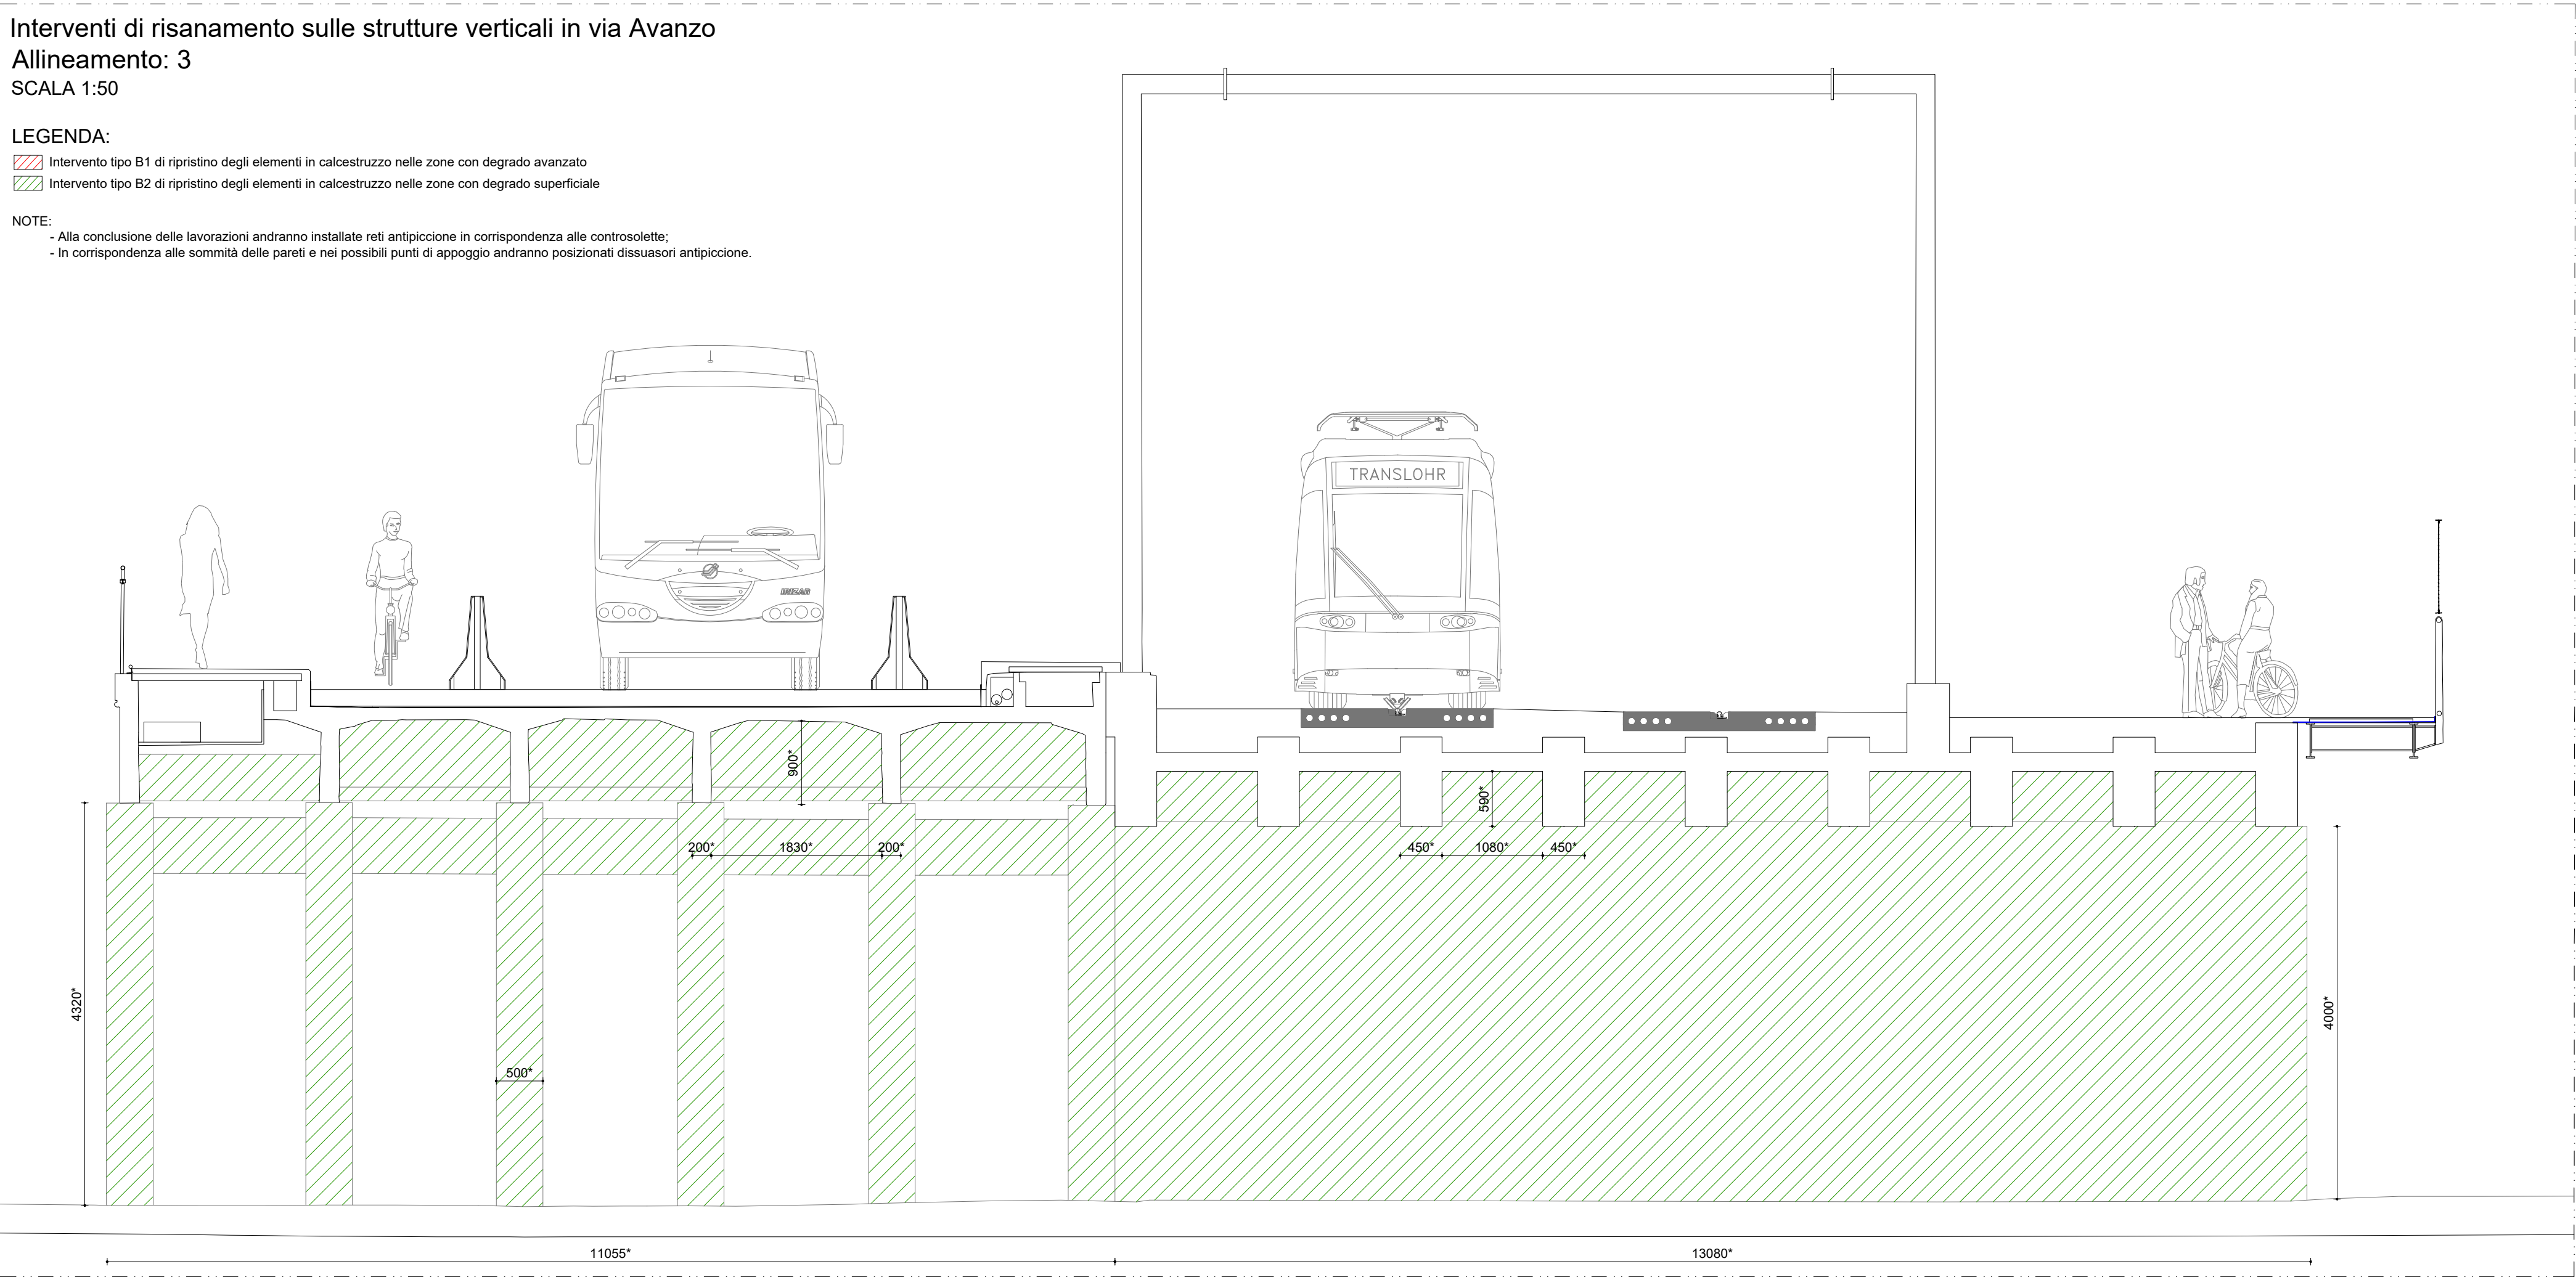 Interventi di risanamento sulle strutture verticali in via Avanzo
Allineamento: 3
SCALA 1:50
LEGENDA:
Intervento tipo B1 di ripristino degli elementi in calcestruzzo nelle zone con degrado avanzato
Intervento tipo B2 di ripristino degli elementi in calcestruzzo nelle zone con degrado superficiale
NOTE:
- Alla conclusione delle lavorazioni andranno installate reti antipiccione in corrispondenza alle controsolette;
- In corrispondenza alle sommità delle pareti e nei possibili punti di appoggio andranno posizionati dissuasori antipiccione.
TRANSLOHR
IRIZAR
900*
590*
200* 1830* 200*
450* 1080* 450*
4320*
4000*
500*
11055*
13080*